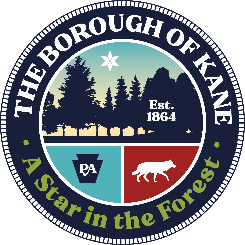 THE BOROUGH OF KANE
Est.
1864
PA
A Star in the Forest